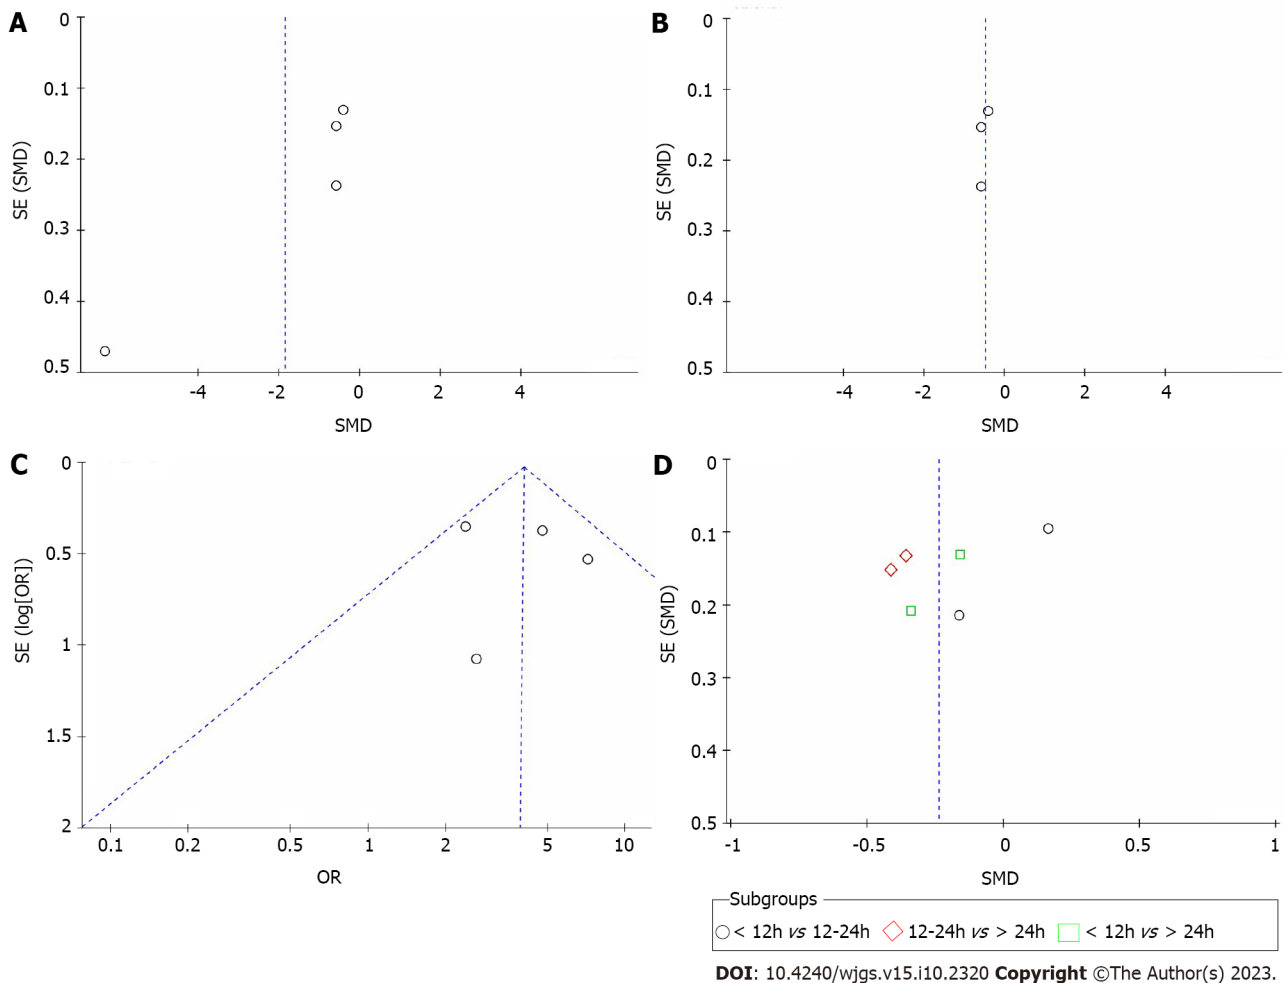 A
0
0.1
0.2
0.3
0.4
0.5
SE (SMD)
-4
-2
0
2
4
SMD
B
0
0.1
0.2
0.3
0.4
0.5
SE (SMD)
-4
-2
0
2
4
SMD
C
0
0.5
1
1.5
2
SE (log[OR])
0.1
0.2
0.5
1
2
5
10
OR
D
0
0.1
0.2
0.3
0.4
0.5
SE (SMD)
-1
-0.5
0
0.5
1
SMD
Subgroups
< 12h vs 12-24h
12-24h vs > 24h
< 12h vs > 24h
DOI: 10.4240/wjgs.v15.i10.2320 Copyright ©The Author(s) 2023.